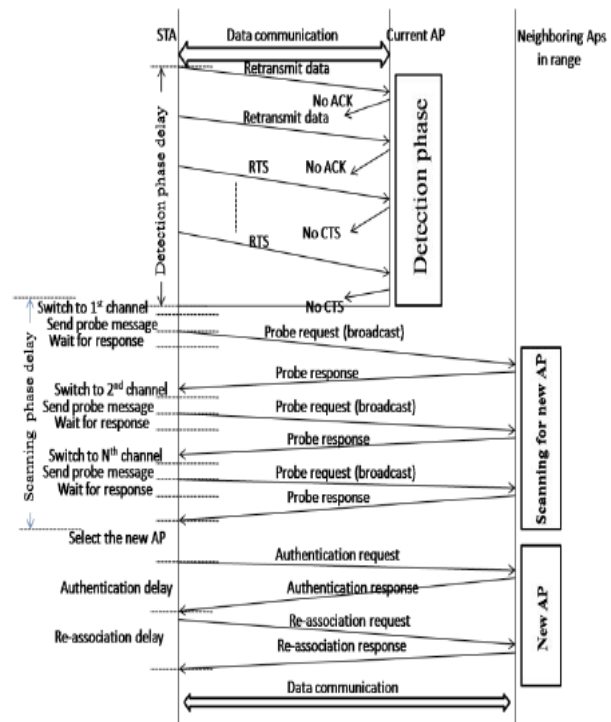 STA
Data communication
Current AP
Neighboring Aps
in range
Retransmit data
No ACK
Retransmit data
No ACK
RTS
No CTS
RTS
No CTS
Detection phase delay
Detection phase
Switch to 1st channel
Send probe message
Wait for response
Probe request (broadcast)
Probe response
Switch to 2nd channel
Send probe message
Wait for response
Probe request (broadcast)
Probe response
Switch to Nth channel
Send probe message
Wait for response
Probe request (broadcast)
Probe response
Scanning phase delay
Scanning for new AP
Select the new AP
Authentication request
Authentication delay
Authentication response
Re-association request
Re-association delay
Re-association response
New AP
Data communication